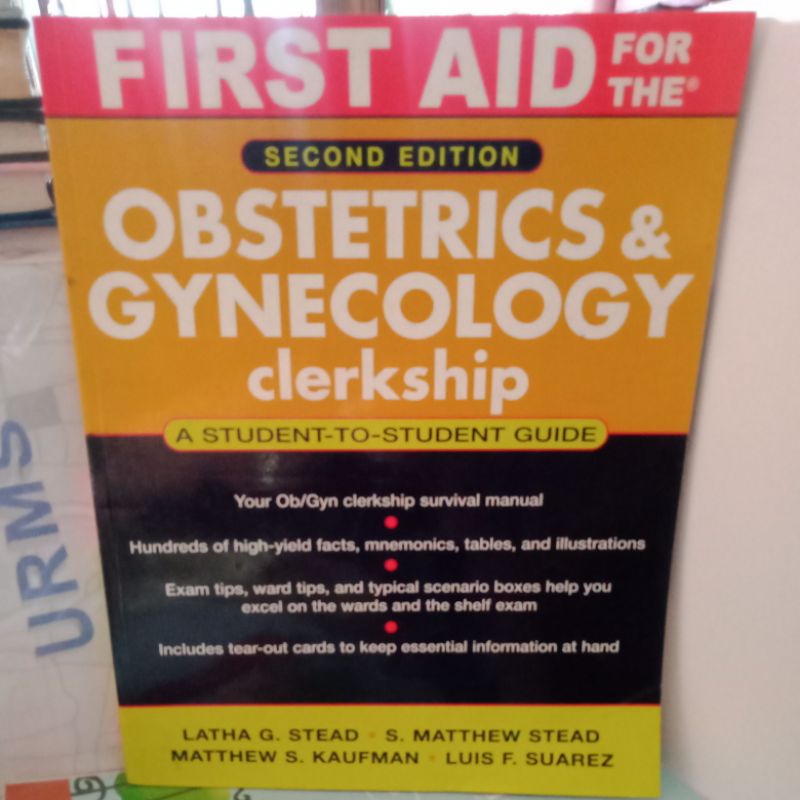 FIRST AID FOR THE®
SECOND EDITION
OBSTETRICS &
GYNECOLOGY
clerkship
A STUDENT-TO-STUDENT GUIDE
Your Ob/Gyn clerkship survival manual
Hundreds of high-yield facts, mnemonics, tables, and illustrations
Exam tips, ward tips, and typical scenario boxes help you
excel on the wards and the shelf exam
Includes tear-out cards to keep essential information at hand
LATHA G. STEAD • S. MATTHEW STEAD
MATTHEW S. KAUFMAN • LUIS F. SUAREZ
URMS